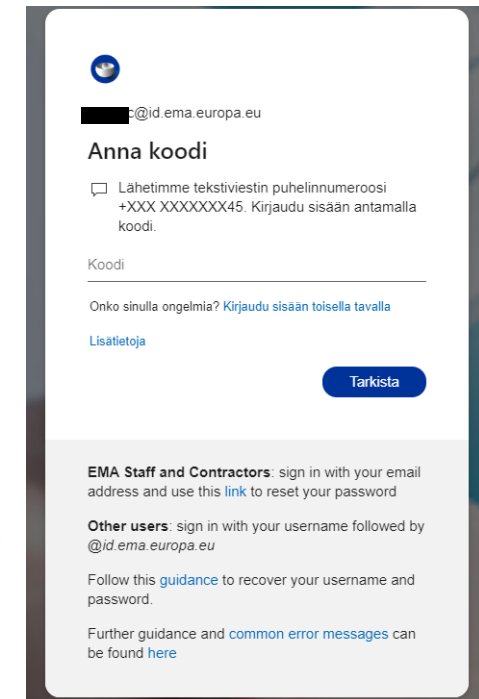 c@id.ema.europa.eu
Anna koodi
Lähetimme tekstiviestin puhelinnumeroosi
+XXX XXXXXXX45. Kirjaudu sisään antamalla
koodi.
Koodi
Onko sinulla ongelmia? Kirjaudu sisään toisella tavalla
Lisätietoja
Tarkista
EMA Staff and Contractors: sign in with your email
address and use this link to reset your password
Other users: sign in with your username followed by
@id.ema.europa.eu
Follow this guidance to recover your username and
password.
Further guidance and common error messages can
be found here